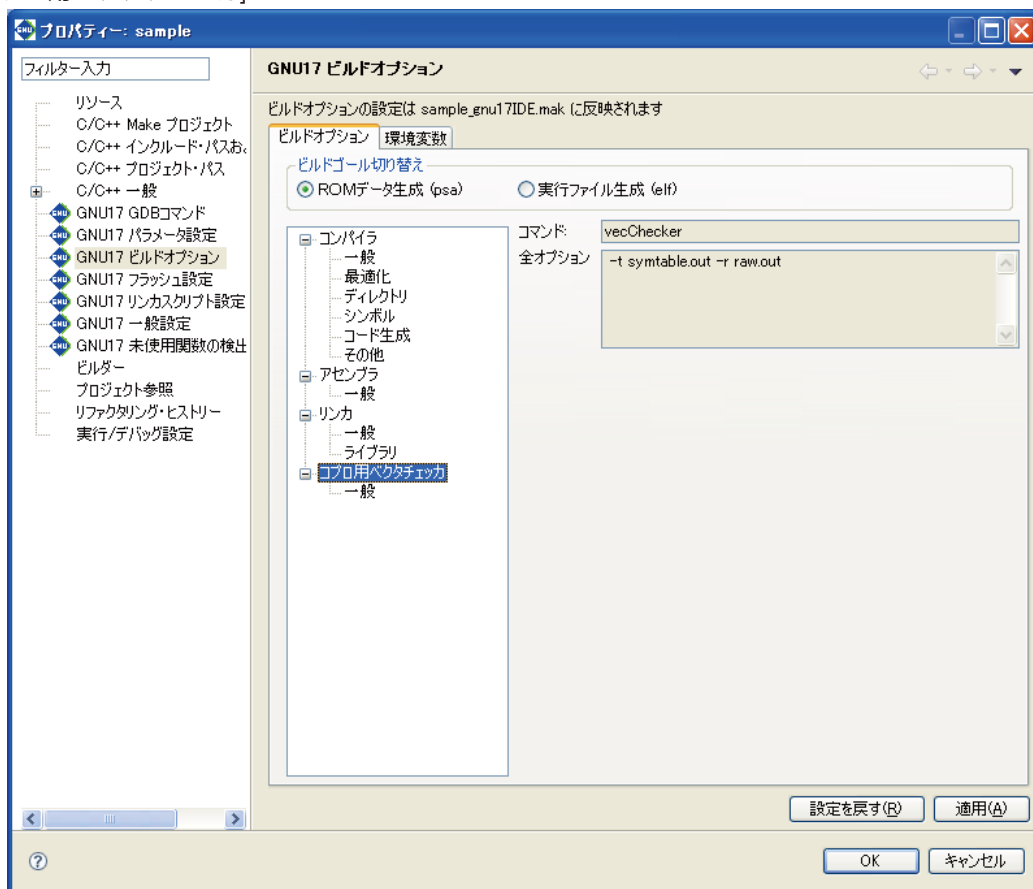 プロパティー: sample
フィルター入力
リソース
C/C++ Make プロジェクト
C/C++ インクルード・パスお
C/C++ プロジェクト・パス
C/C++ 一般
GNU17 GDBコマンド
GNU17 パラメータ設定
GNU17 ビルドオプション
GNU17 フラッシュ設定
GNU17 リンカスクリプト設定
GNU17 一般設定
GNU17 未使用関数の検出
ビルダー
プロジェクト参照
リファクタリング・ヒストリー
実行/デバッグ設定
GNU17 ビルドオプション
ビルドオプションの設定は sample_gnu17IDE.mak に反映されます
ビルドオプション 環境変数
ビルドゴール切り替え
ROMデータ生成 (psa) 実行ファイル生成 (elf)
コンパイラ
一般
最適化
ディレクトリ
シンボル
コード生成
その他
アセンブラ
一般
リンカ
一般
ライブラリ
コプロ用ベクタチェッカ
一般
コマンド: vecChecker
全オプション -t symtable.out -r raw.out
設定を戻す(R) 適用(A)
OK キャンセル